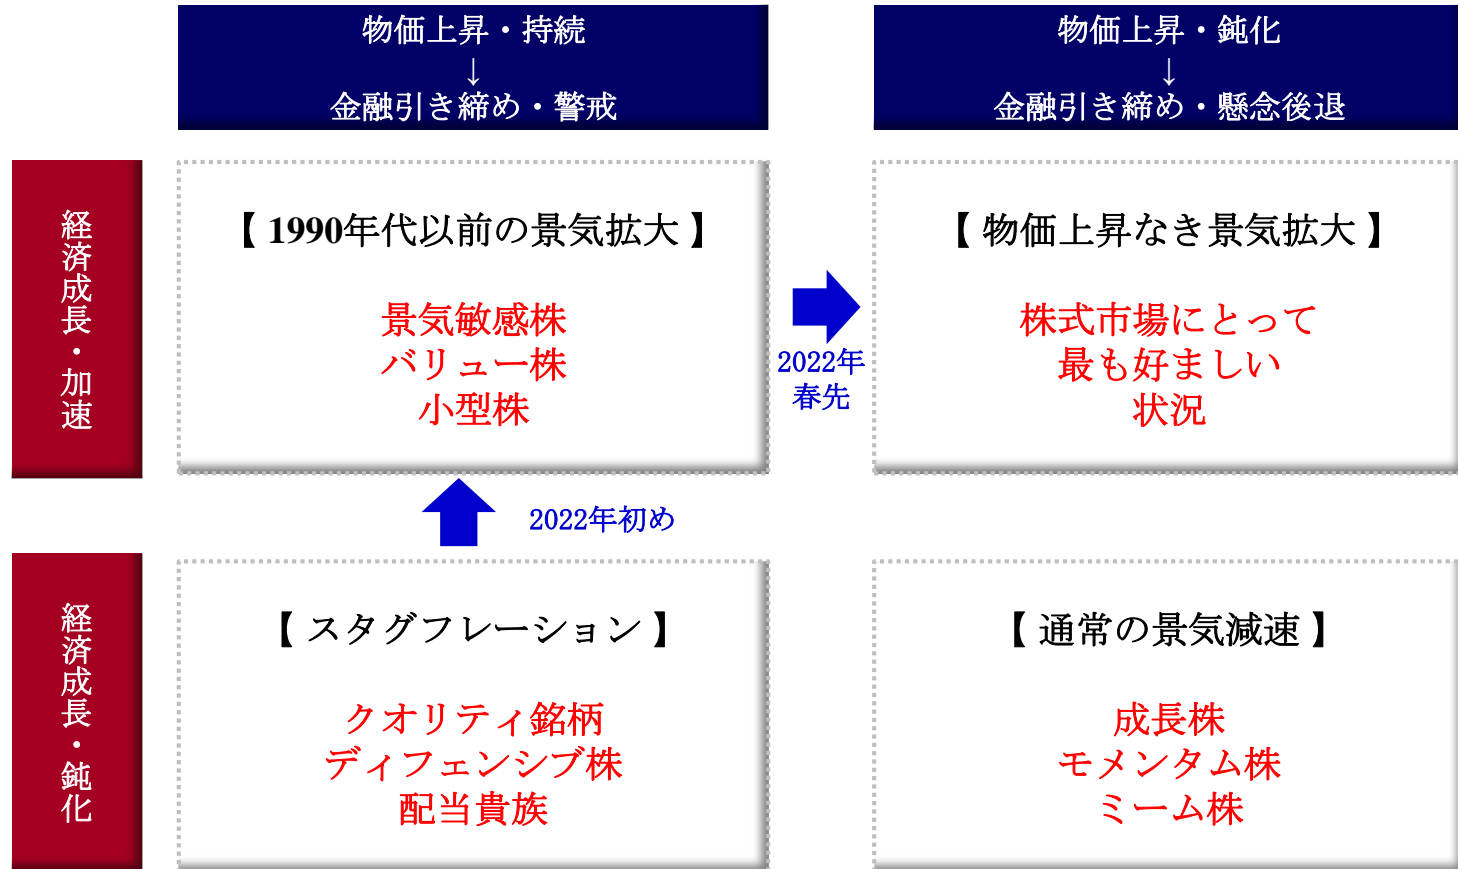 物価上昇・持続
↓
金融引き締め・警戒
物価上昇・鈍化
↓
金融引き締め・懸念後退
経済成長・加速
【 1990年代以前の景気拡大 】
景気敏感株
バリュー株
小型株
2022年
春先
【 物価上昇なき景気拡大 】
株式市場にとって
最も好ましい
状況
2022年初め
経済成長・鈍化
【 スタグフレーション 】
クオリティ銘柄
ディフェンシブ株
配当貴族
【 通常の景気減速 】
成長株
モメンタム株
ミーム株